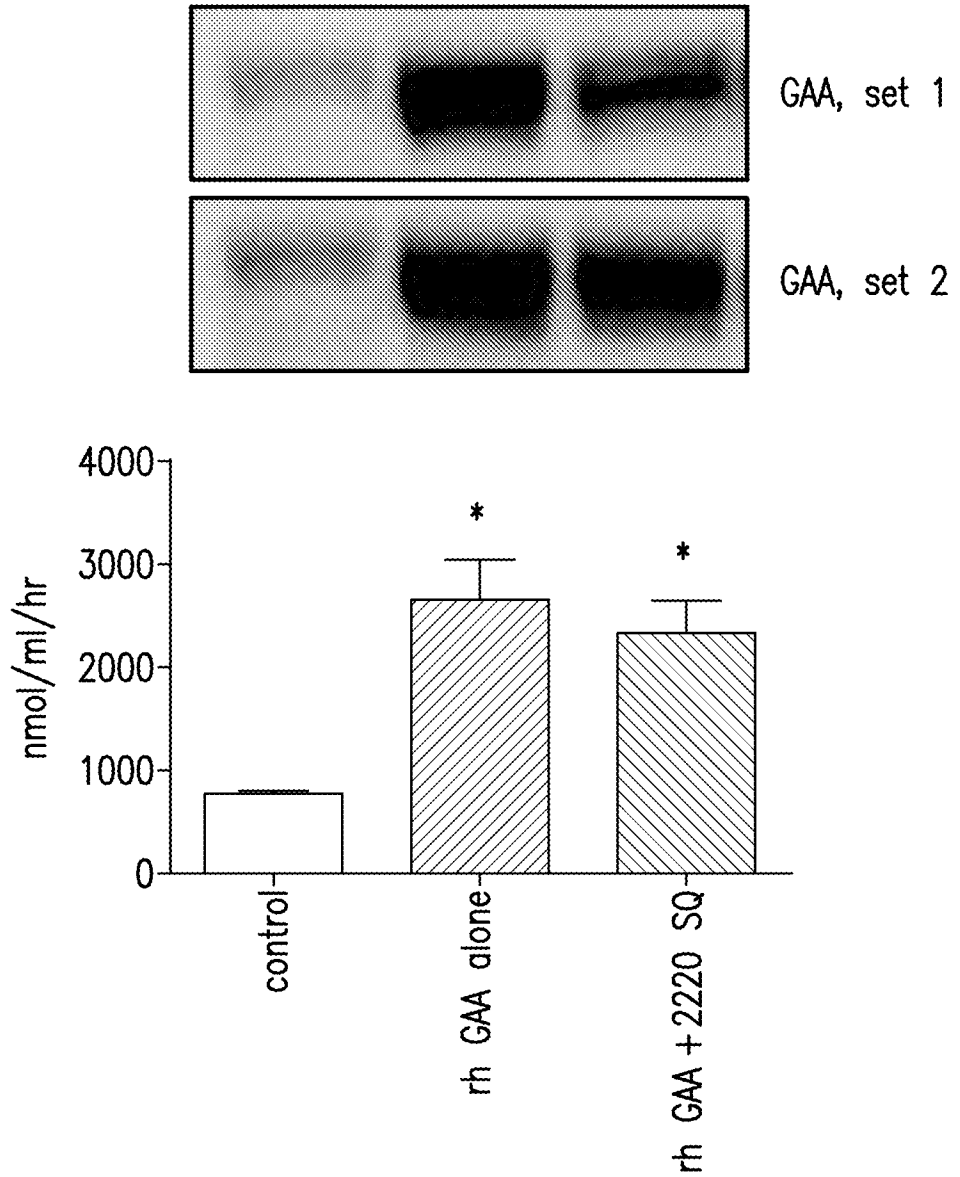 GAA, set 1
GAA, set 2
4000
3000
2000
1000
0
nmol/ml/hr
*
*
control
rh GAA alone
rh GAA + 2220 SQ